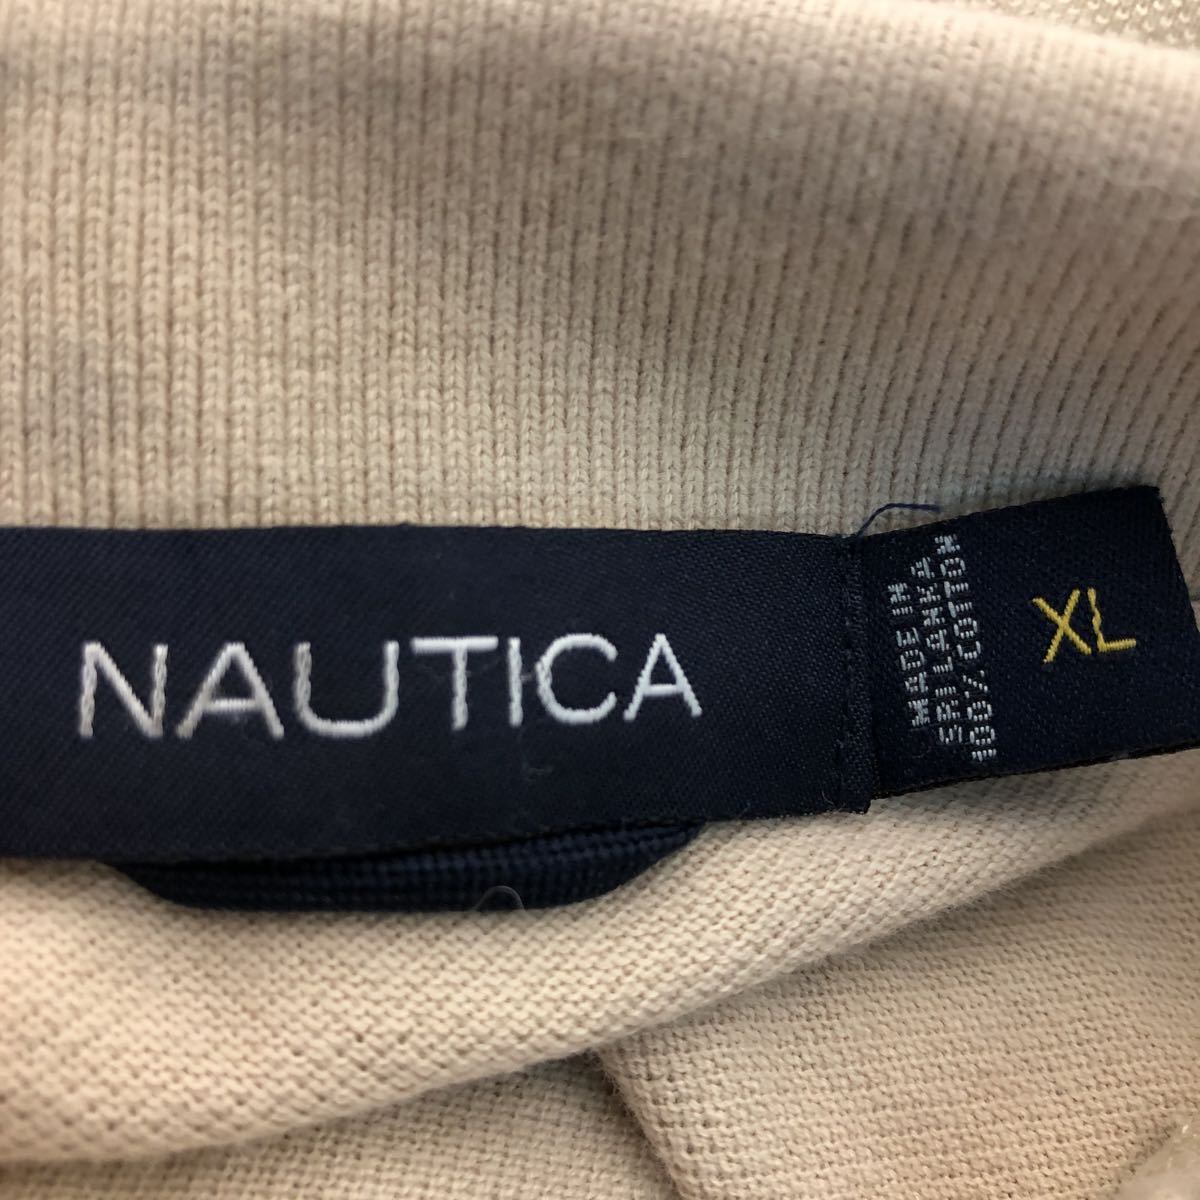 NAUTICA
MADE IN
SRI LANKA
100% COTTON
XL